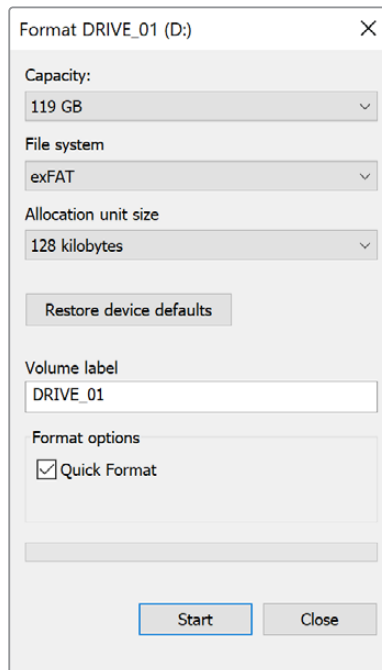 Format DRIVE_01 (D:)
Capacity:
119 GB
File system
exFAT
Allocation unit size
128 kilobytes
Restore device defaults
Volume label
DRIVE_01
Format options
Quick Format
Start Close